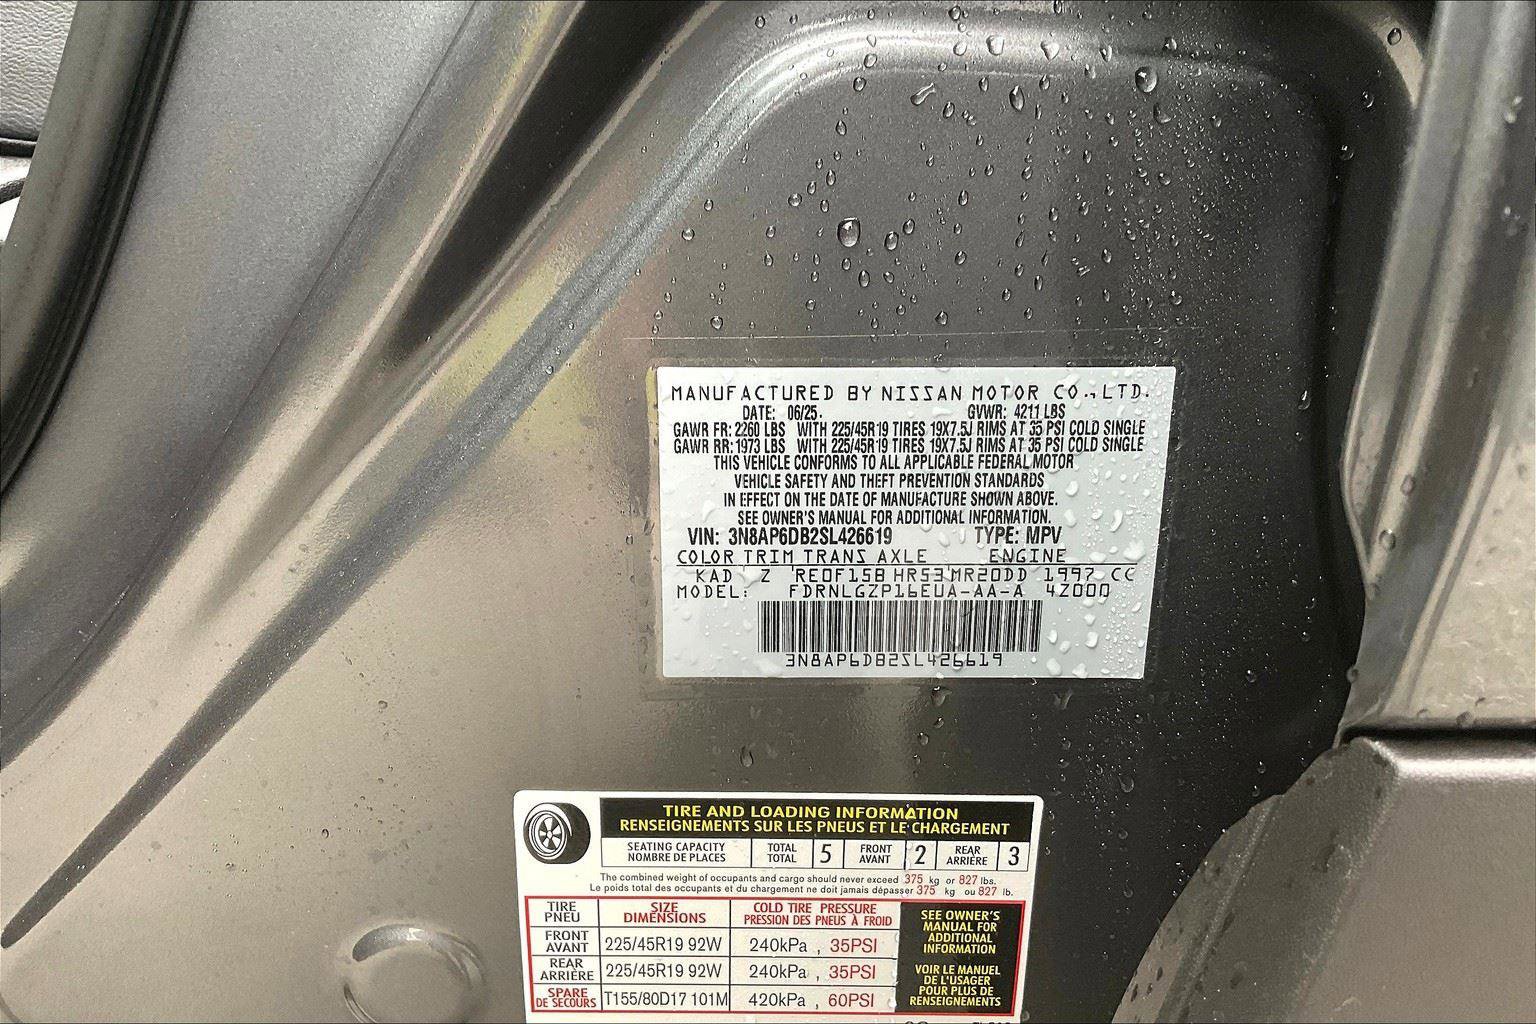 MANUFACTURED BY NISSAN MOTOR CO.,LTD.
DATE: 06/25. GVWR: 4211 LBS
GAWR FR: 2260 LBS WITH 225/45R19 TIRES 19X7.5J RIMS AT 35 PSI COLD SINGLE
GAWR RR: 1973 LBS WITH 225/45R19 TIRES 19X7.5J RIMS AT 35 PSI COLD SINGLE
THIS VEHICLE CONFORMS TO ALL APPLICABLE FEDERAL MOTOR
VEHICLE SAFETY AND THEFT PREVENTION STANDARDS
IN EFFECT ON THE DATE OF MANUFACTURE SHOWN ABOVE.
SEE OWNER'S MANUAL FOR ADDITIONAL INFORMATION.
VIN: 3N8AP6DB2SL426619 TYPE: MPV
COLOR TRIM TRANS AXLE ENGINE
KAD Z RE0F15B HR53 MR20DD 1997 CC
MODEL: FDRNLGZP16EUA-AA-A 4Z000
3N8AP6DB2SL426619
TIRE AND LOADING INFORMATION
RENSEIGNEMENTS SUR LES PNEUS ET LE CHARGEMENT
SEATING CAPACITY TOTAL 5 FRONT 2 REAR 3
NOMBRE DE PLACES TOTAL AVANT ARRIÈRE
The combined weight of occupants and cargo should never exceed 375 kg or 827 lbs.
Le poids total des occupants et du chargement ne doit jamais dépasser 375 kg ou 827 lb.
TIRE SIZE COLD TIRE PRESSURE
PNEU DIMENSIONS PRESSION DES PNEUS À FROID
FRONT
AVANT 225/45R19 92W 240kPa , 35PSI
REAR
ARRIÈRE 225/45R19 92W 240kPa , 35PSI
SPARE
DE SECOURS T155/80D17 101M 420kPa , 60PSI
SEE OWNER'S
MANUAL FOR
ADDITIONAL
INFORMATION
VOIR LE MANUEL
DE L'USAGER
POUR PLUS DE
RENSEIGNEMENTS